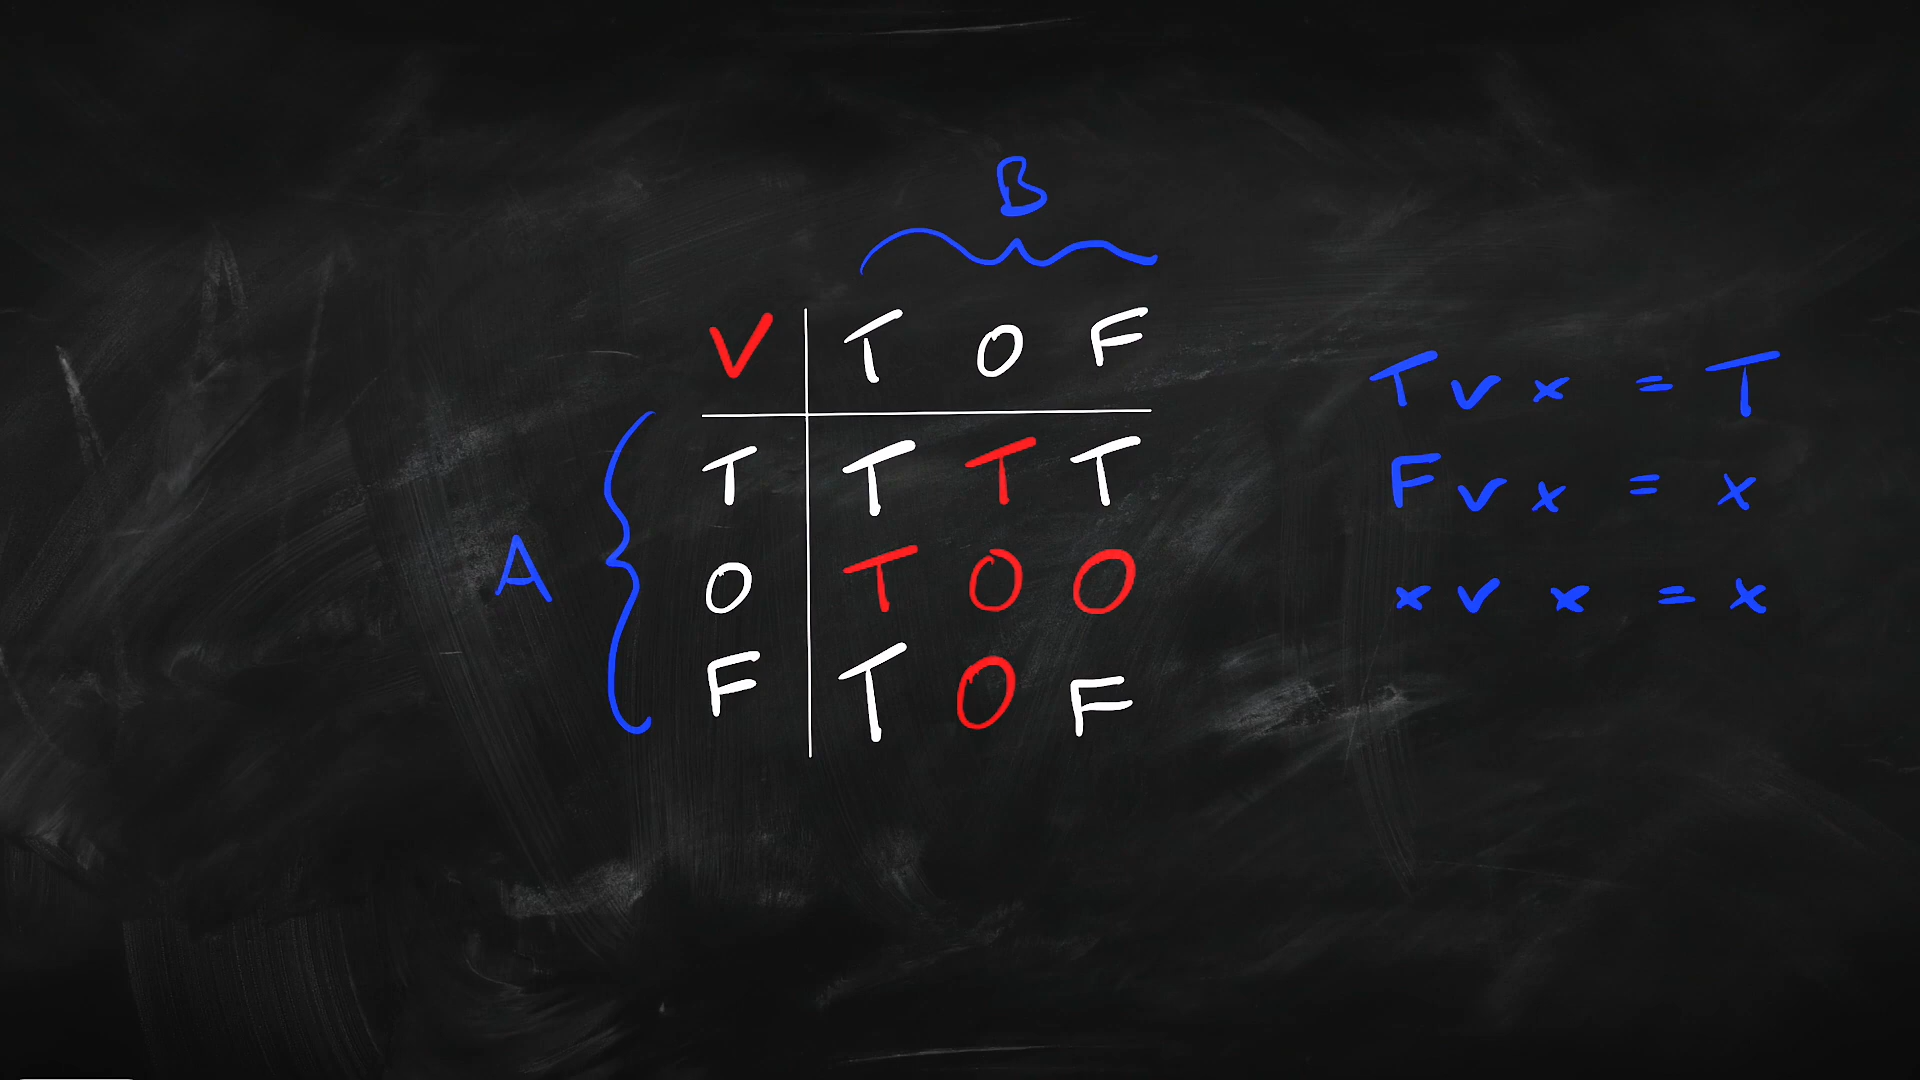 B
V T O F
T T T T
A O T O O
F T O F
T v x = T
F v x = x
x v x = x